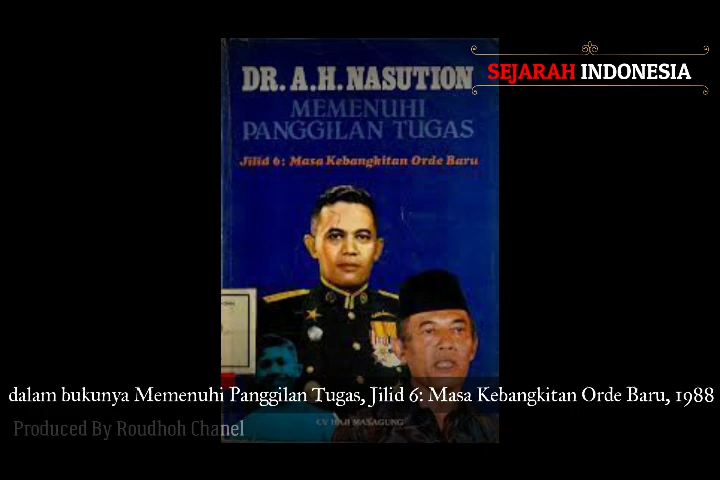 SEJARAH INDONESIA
DR. A.H. NASUTION
MEMENUHI
PANGGILAN TUGAS
Jilid 6: Masa Kebangkitan Orde Baru
dalam bukunya Memenuhi Panggilan Tugas, Jilid 6: Masa Kebangkitan Orde Baru, 1988
CV HAJI MASAGUNG
Produced By Roudhoh Chanel